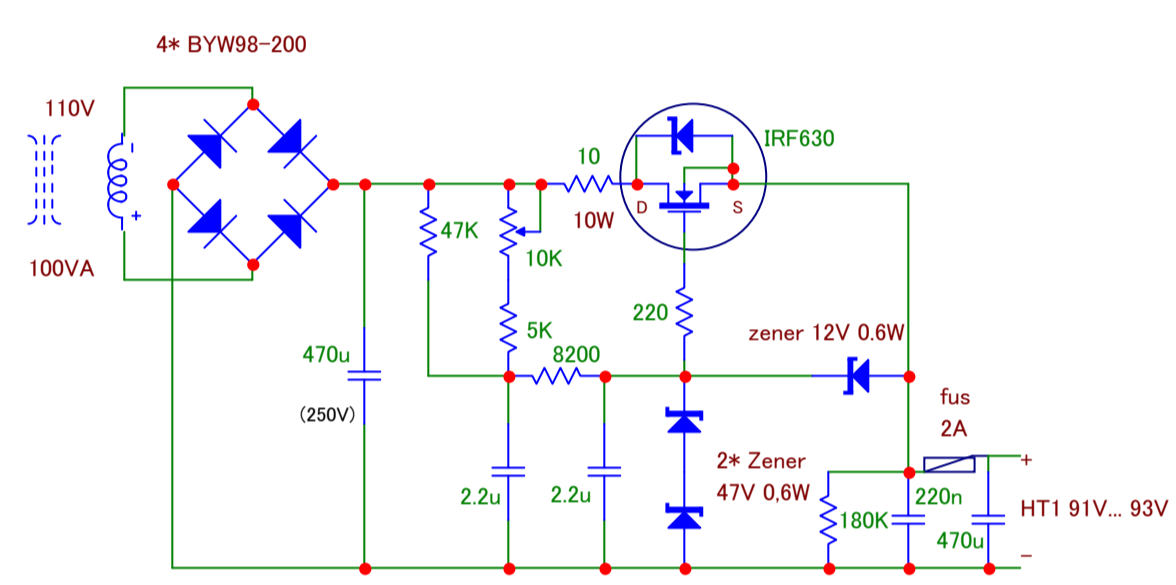 4* BYW98-200
110V
100VA
-
+
470u
(250V)
47K
10K
5K
8200
2.2u
2.2u
10
10W
D
S
IRF630
220
zener 12V 0.6W
2* Zener
47V 0,6W
fus
2A
180K
220n
470u
+
HT1 91V... 93V
-